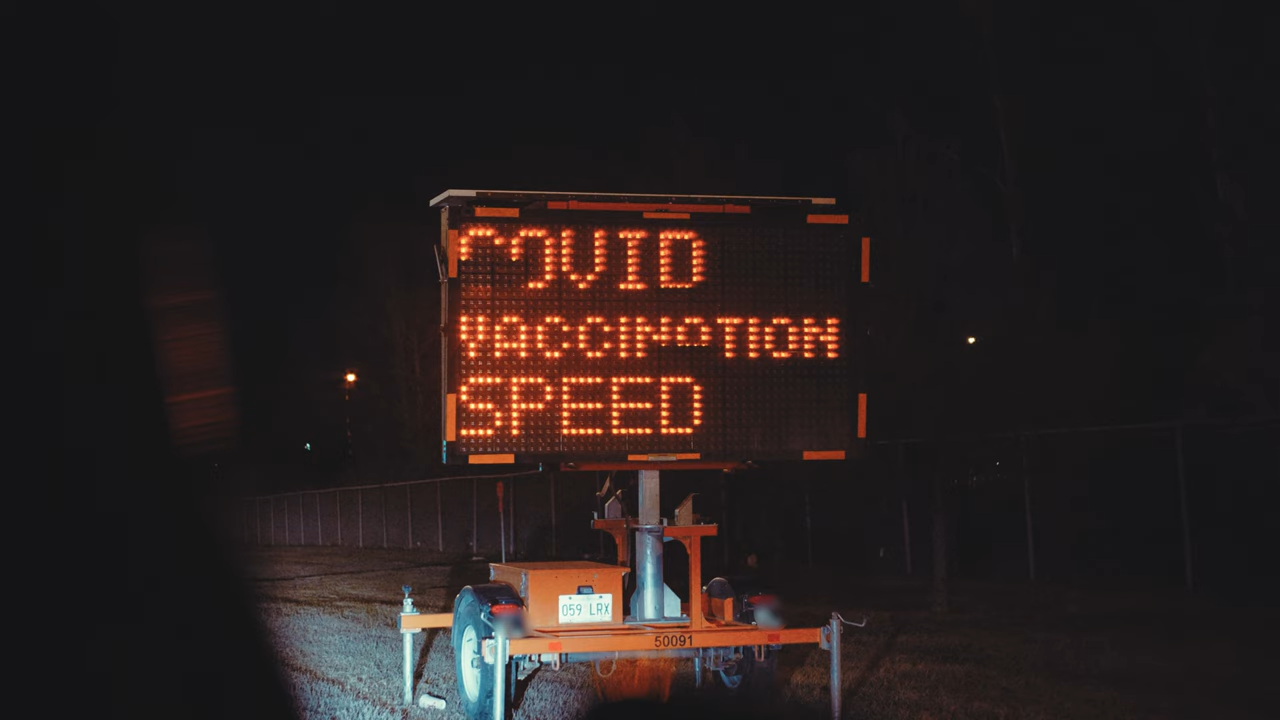 COVID
VACCINATION
SPEED
059 LRX
50091